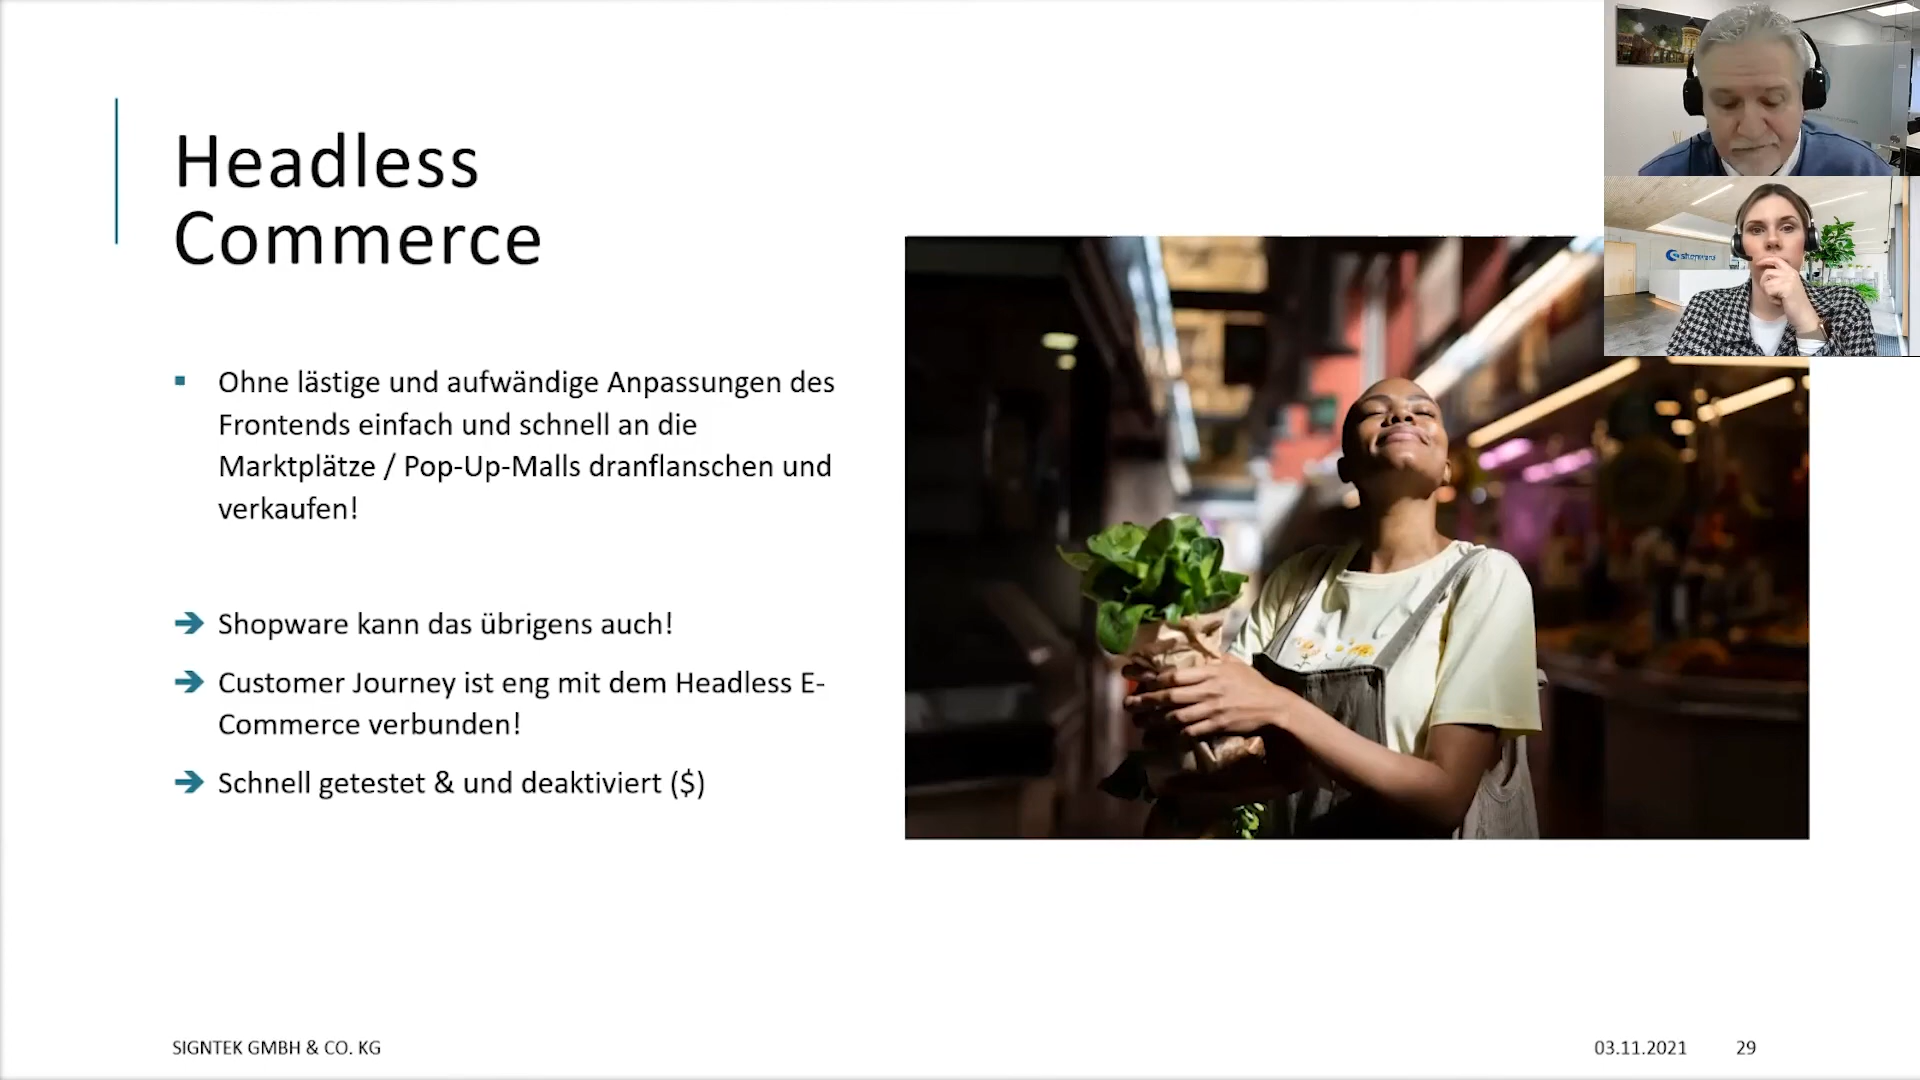 Headless
Commerce
▪ Ohne lästige und aufwändige Anpassungen des
Frontends einfach und schnell an die
Marktplätze / Pop-Up-Malls dranflanschen und
verkaufen!
➔ Shopware kann das übrigens auch!
➔ Customer Journey ist eng mit dem Headless E-
Commerce verbunden!
➔ Schnell getestet & und deaktiviert ($)
SIGNTEK GMBH & CO. KG
03.11.2021
29